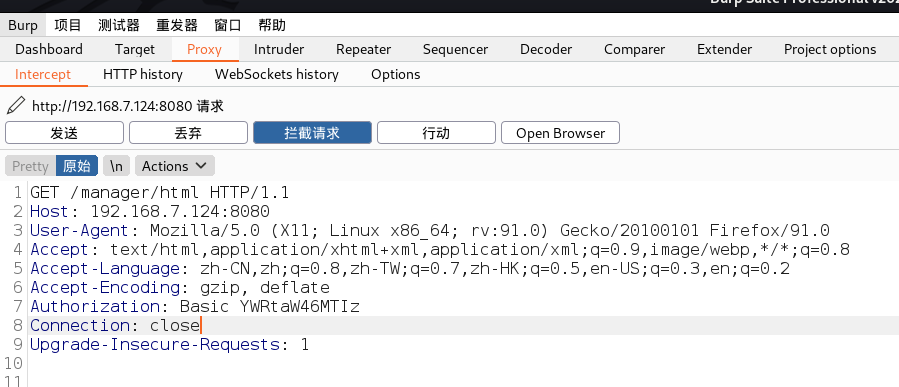 Burp Suite Professional v202
Burp 项目 测试器 重发器 窗口 帮助
Dashboard Target Proxy Intruder Repeater Sequencer Decoder Comparer Extender Project options
Intercept HTTP history WebSockets history Options
http://192.168.7.124:8080 请求
发送 丢弃 拦截请求 行动 Open Browser
Pretty 原始 \n Actions
1 GET /manager/html HTTP/1.1
2 Host: 192.168.7.124:8080
3 User-Agent: Mozilla/5.0 (X11; Linux x86_64; rv:91.0) Gecko/20100101 Firefox/91.0
4 Accept: text/html,application/xhtml+xml,application/xml;q=0.9,image/webp,*/*;q=0.8
5 Accept-Language: zh-CN,zh;q=0.8,zh-TW;q=0.7,zh-HK;q=0.5,en-US;q=0.3,en;q=0.2
6 Accept-Encoding: gzip, deflate
7 Authorization: Basic YWRtaW46MTIz
8 Connection: close
9 Upgrade-Insecure-Requests: 1
10
11